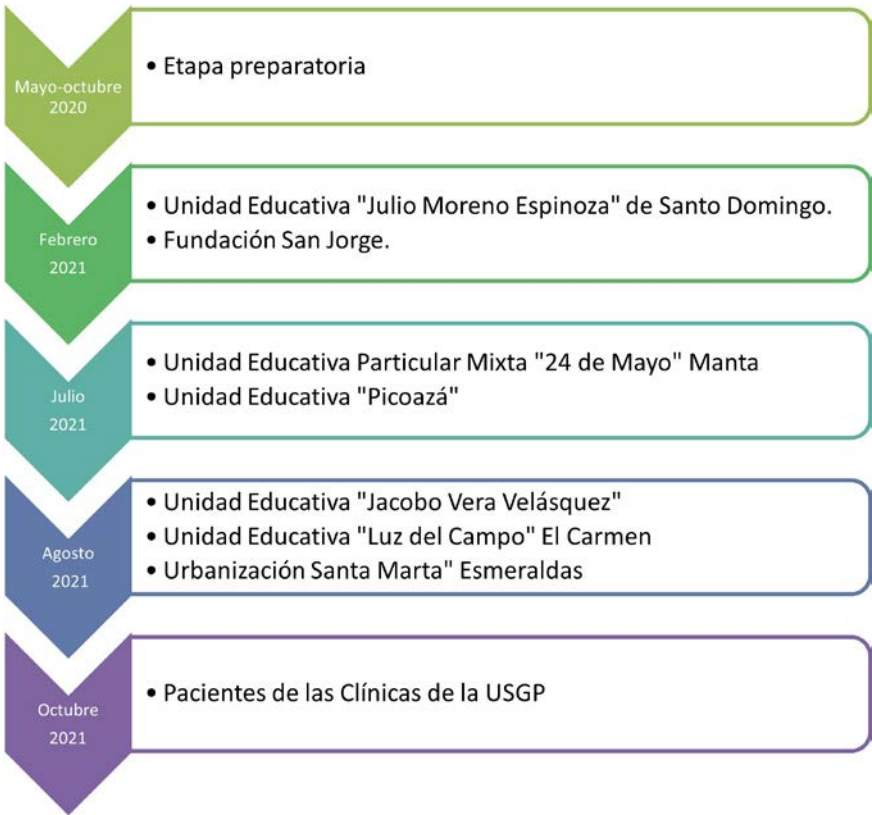 Mayo-octubre
2020
• Etapa preparatoria
Febrero
2021
• Unidad Educativa "Julio Moreno Espinoza" de Santo Domingo.
• Fundación San Jorge.
Julio
2021
• Unidad Educativa Particular Mixta "24 de Mayo" Manta
• Unidad Educativa "Picoazá"
Agosto
2021
• Unidad Educativa "Jacobo Vera Velásquez"
• Unidad Educativa "Luz del Campo" El Carmen
• Urbanización Santa Marta" Esmeraldas
Octubre
2021
• Pacientes de las Clínicas de la USGP